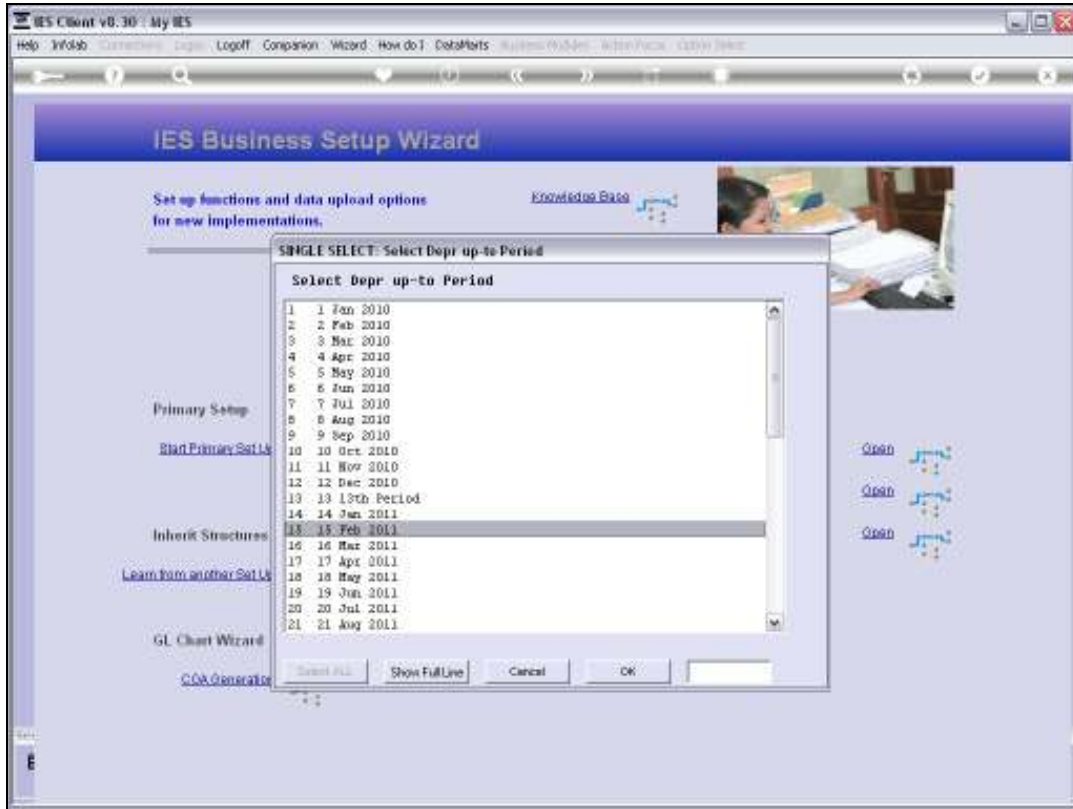 IES Client v8.30 : My IES
Help Infolab Logoff Companion Wizard How do I DataMarts
IES Business Setup Wizard
Set up functions and data upload options
for new implementations.
Knowledge Base
SINGLE SELECT: Select Depr up-to Period
Select Depr up-to Period
1 1 Jan 2010
2 2 Feb 2010
3 3 Mar 2010
4 4 Apr 2010
5 5 May 2010
6 6 Jun 2010
7 7 Jul 2010
8 8 Aug 2010
9 9 Sep 2010
10 10 Oct 2010
11 11 Nov 2010
12 12 Dec 2010
13 13 13th Period
14 14 Jan 2011
15 15 Feb 2011
16 16 Mar 2011
17 17 Apr 2011
18 18 May 2011
19 19 Jun 2011
20 20 Jul 2011
21 21 Aug 2011
Select ALL Show Full Line Cancel OK
Primary Setup
Start Primary Set U
Open
Open
Inherit Structures
Open
Learn from another Set U
GL Chart Wizard
COA Generatio